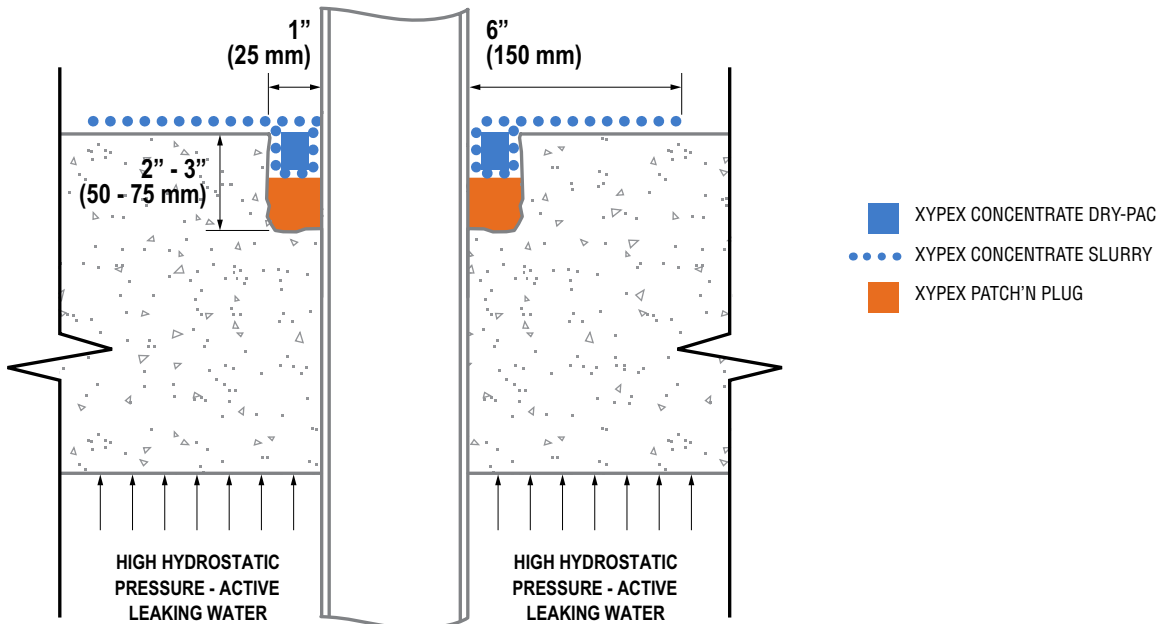 1”
(25 mm)
6”
(150 mm)
2” - 3”
(50 - 75 mm)
XYPEX CONCENTRATE DRY-PAC
XYPEX CONCENTRATE SLURRY
XYPEX PATCH’N PLUG
HIGH HYDROSTATIC
PRESSURE - ACTIVE
LEAKING WATER
HIGH HYDROSTATIC
PRESSURE - ACTIVE
LEAKING WATER